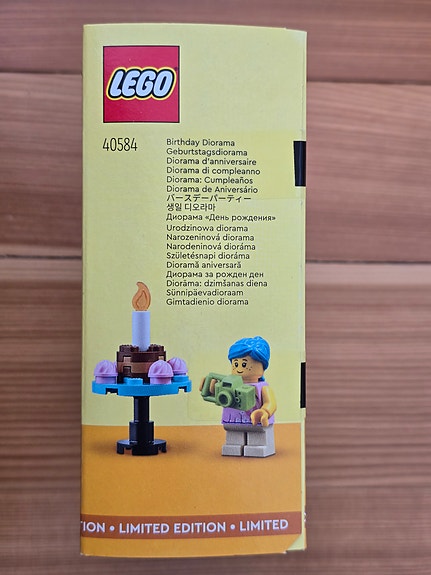 LEGO
40584
Birthday Diorama
Geburtstagsdiorama
Diorama d'anniversaire
Diorama di compleanno
Diorama: Cumpleaños
Diorama de Aniversário
バースデーパーティー
생일 디오라마
Диорама «День рождения»
Urodzinowa diorama
Narozeninová diorama
Narodeninová dioráma
Születésnapi dioráma
Dioramă aniversară
Диорама за рожден ден
Diorāma: dzimšanas diena
Sünnipäevadioraam
Gimtadienio diorama
ION • LIMITED EDITION • LIMITED